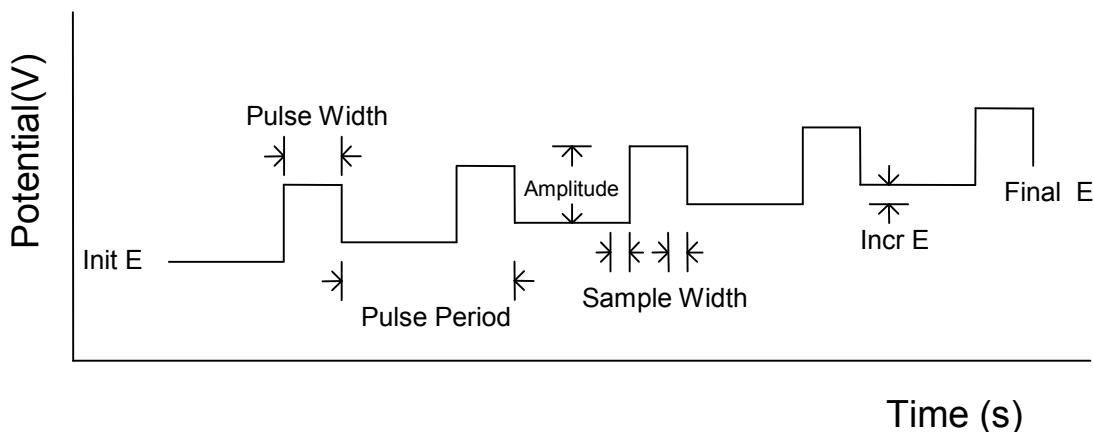 Potential(V)
Pulse Width
Amplitude
Final E
Init E
Incr E
Sample Width
Pulse Period
Time (s)